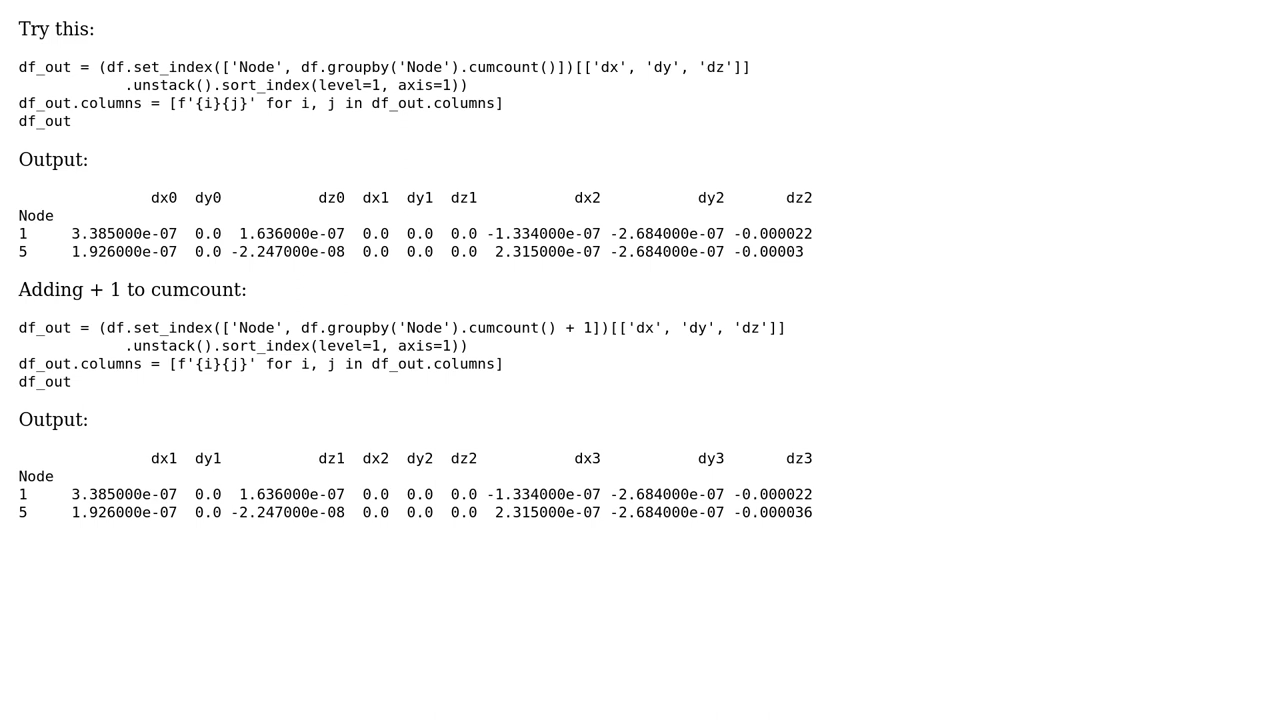 Try this:
df_out = (df.set_index(['Node', df.groupby('Node').cumcount()])[['dx', 'dy', 'dz']]
            .unstack().sort_index(level=1, axis=1))
df_out.columns = [f'{i}{j}' for i, j in df_out.columns]
df_out
Output:
               dx0  dy0           dz0  dx1  dy1  dz1           dx2           dy2       dz2
Node
1     3.385000e-07  0.0  1.636000e-07  0.0  0.0  0.0 -1.334000e-07 -2.684000e-07 -0.000022
5     1.926000e-07  0.0 -2.247000e-08  0.0  0.0  0.0  2.315000e-07 -2.684000e-07 -0.00003
Adding + 1 to cumcount:
df_out = (df.set_index(['Node', df.groupby('Node').cumcount() + 1])[['dx', 'dy', 'dz']]
            .unstack().sort_index(level=1, axis=1))
df_out.columns = [f'{i}{j}' for i, j in df_out.columns]
df_out
Output:
               dx1  dy1           dz1  dx2  dy2  dz2           dx3           dy3       dz3
Node
1     3.385000e-07  0.0  1.636000e-07  0.0  0.0  0.0 -1.334000e-07 -2.684000e-07 -0.000022
5     1.926000e-07  0.0 -2.247000e-08  0.0  0.0  0.0  2.315000e-07 -2.684000e-07 -0.000036